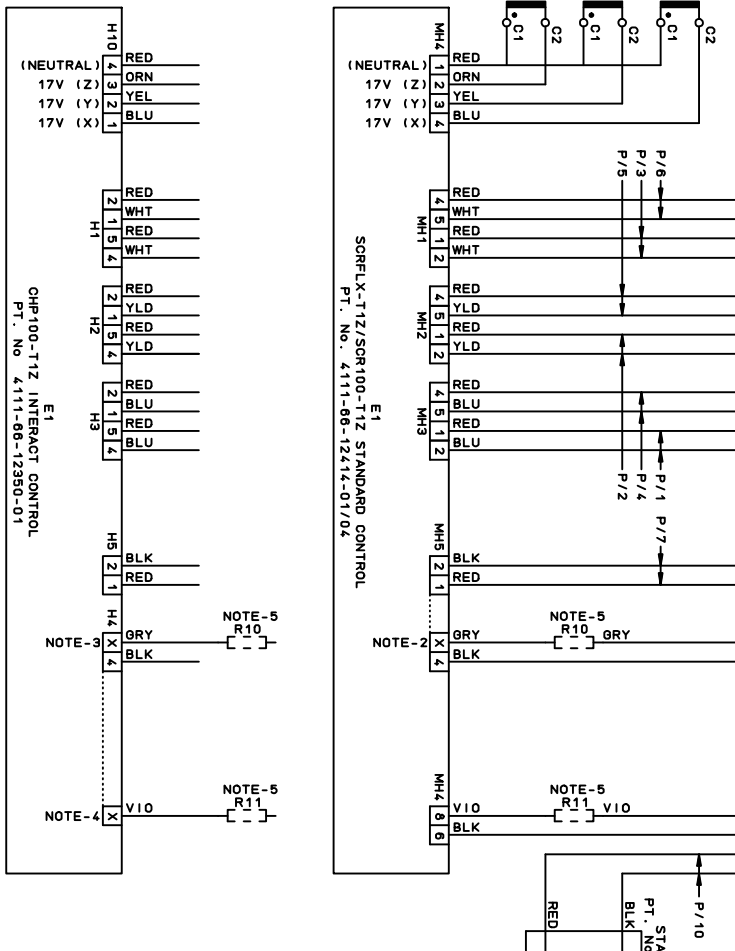 H10
(NEUTRAL) 4 RED
17V (Z) 3 ORN
17V (Y) 2 YEL
17V (X) 1 BLU
H1
2 RED
1 WHT
5 RED
4 WHT
H2
2 RED
1 YLD
5 RED
4 YLD
H3
2 RED
1 BLU
5 RED
4 BLU
E1
CHP100-T1Z INTERACT CONTROL
PT. No 4111-66-12350-01
H5
2 BLK
1 RED
H4
NOTE-3 X GRY
4 BLK
NOTE-5
R10
NOTE-4 X VIO
NOTE-5
R11
C1
C2
C1
C2
C1
C2
MH4
(NEUTRAL) 1 RED
17V (Z) 2 ORN
17V (Y) 3 YEL
17V (X) 4 BLU
P/5
P/3
P/6
MH1
4 RED
5 WHT
1 RED
2 WHT
MH2
4 RED
5 YLD
1 RED
2 YLD
MH3
4 RED
5 BLU
1 RED
2 BLU
E1
SCRFLX-T1Z/SCR100-T1Z STANDARD CONTROL
PT. No. 4111-66-12414-01/04
P/2
P/4
P/1
P/7
MH5
2 BLK
1 RED
NOTE-2 X GRY
4 BLK
NOTE-5
R10
GRY
MH4
8 VIO
6 BLK
NOTE-5
R11
VIO
P/10
RED
BLK
STA
PT. No